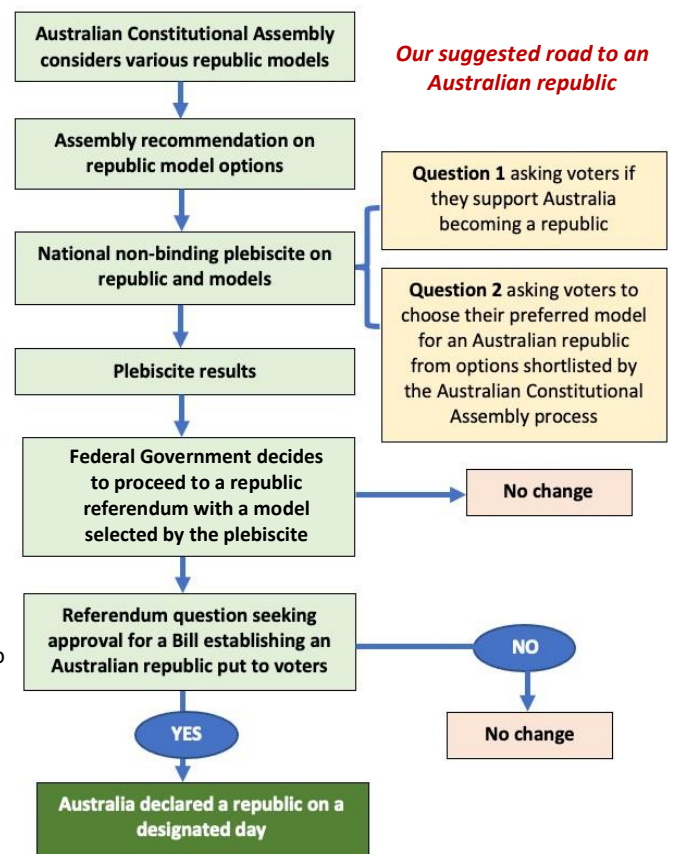 Australian Constitutional Assembly
considers various republic models
Our suggested road to an
Australian republic
Assembly recommendation on
republic model options
Question 1 asking voters if
they support Australia
becoming a republic
National non-binding plebiscite on
republic and models
Question 2 asking voters to
choose their preferred model
for an Australian republic
from options shortlisted by
the Australian Constitutional
Assembly process
Plebiscite results
Federal Government decides
to proceed to a republic
referendum with a model
selected by the plebiscite
No change
Referendum question seeking
approval for a Bill establishing an
Australian republic put to voters
NO
YES
No change
Australia declared a republic on a
designated day